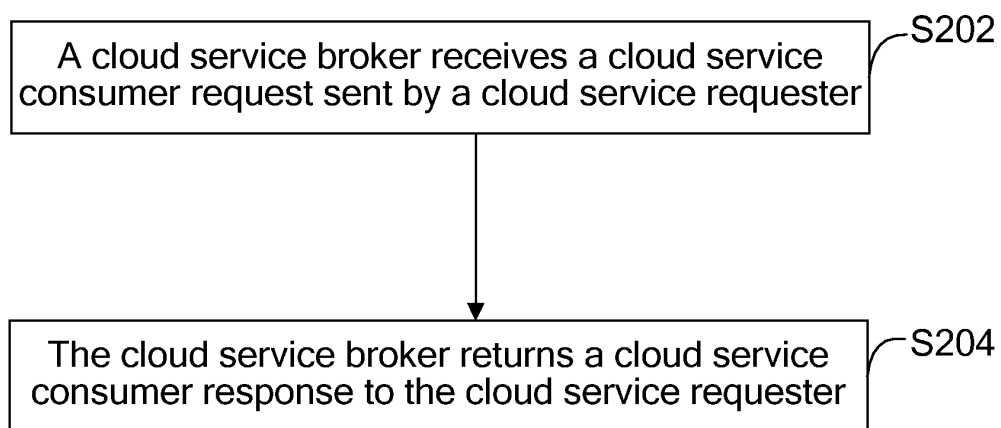 A cloud service broker receives a cloud service
consumer request sent by a cloud service requester
S202
The cloud service broker returns a cloud service
consumer response to the cloud service requester
S204